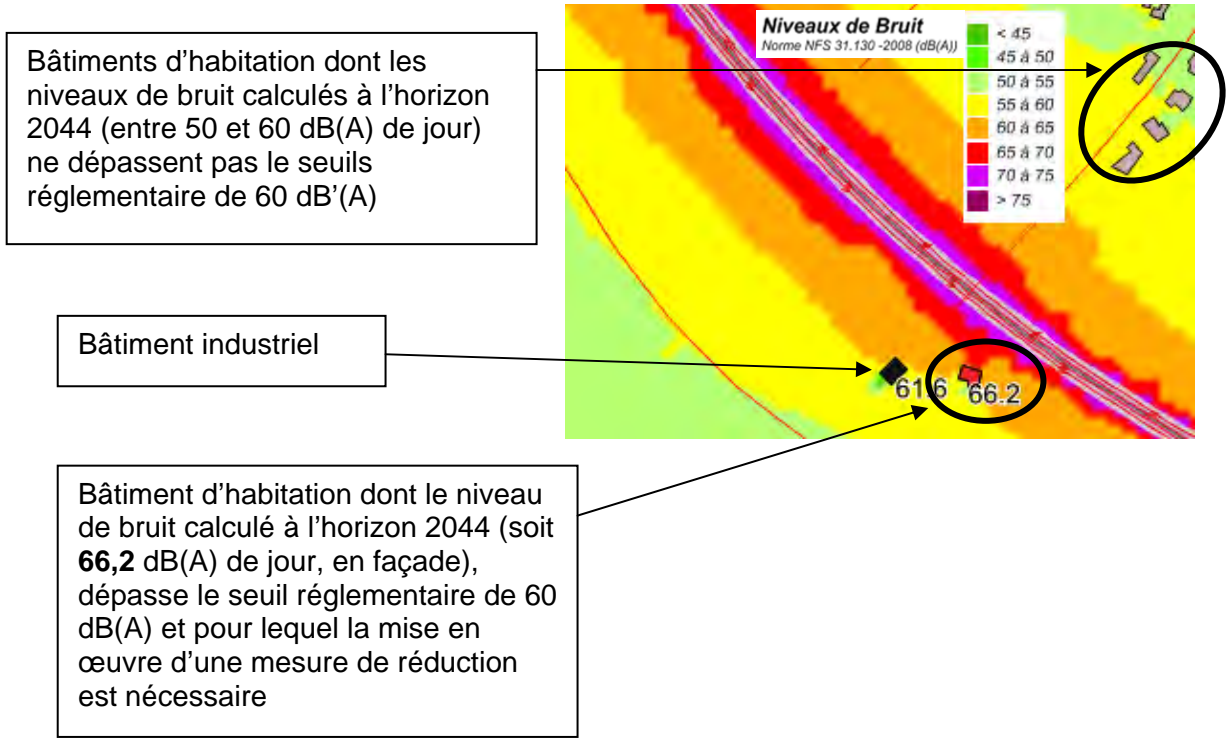 Bâtiments d’habitation dont les
niveaux de bruit calculés à l’horizon
2044 (entre 50 et 60 dB(A) de jour)
ne dépassent pas le seuils
réglementaire de 60 dB’(A)
Niveaux de Bruit
Norme NFS 31.130 -2008 (dB(A))
< 45
45 à 50
50 à 55
55 à 60
60 à 65
65 à 70
70 à 75
> 75
Bâtiment industriel
61.6
66.2
Bâtiment d’habitation dont le niveau
de bruit calculé à l’horizon 2044 (soit
66,2 dB(A) de jour, en façade),
dépasse le seuil réglementaire de 60
dB(A) et pour lequel la mise en
œuvre d’une mesure de réduction
est nécessaire